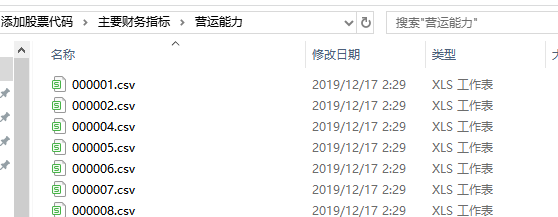 添加股票代码 主要财务指标 营运能力 搜索"营运能力"
名称 修改日期 类型
000001.csv 2019/12/17 2:29 XLS 工作表
000002.csv 2019/12/17 2:29 XLS 工作表
000004.csv 2019/12/17 2:29 XLS 工作表
000005.csv 2019/12/17 2:29 XLS 工作表
000006.csv 2019/12/17 2:29 XLS 工作表
000007.csv 2019/12/17 2:29 XLS 工作表
000008.csv 2019/12/17 2:29 XLS 工作表